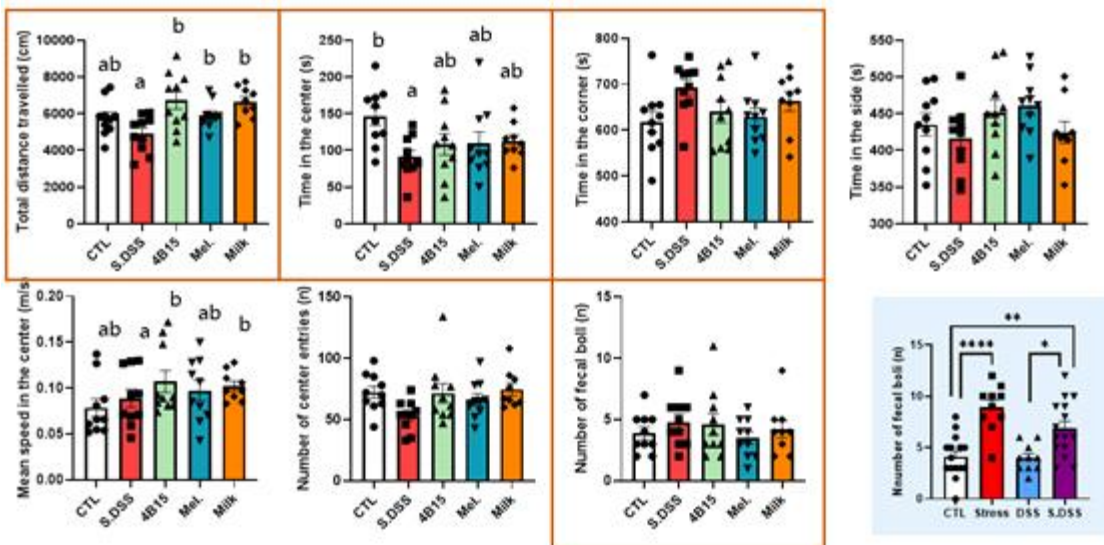 Total distance travelled (cm)
10000
8000
6000
4000
2000
0
ab
a
b
b
b
CTL
S.DSS
4B15
Mel.
Milk
Time in the center (s)
250
200
150
100
50
0
b
a
ab
ab
ab
CTL
S.DSS
4B15
Mel.
Milk
Time in the corner (s)
800
700
600
500
400
CTL
S.DSS
4B15
Mel.
Milk
Time in the side (s)
550
500
450
400
350
300
CTL
S.DSS
4B15
Mel.
Milk
Mean speed in the center (m/s
0.20
0.15
0.10
0.05
0.00
ab
a
b
ab
b
CTL
S.DSS
4B15
Mel.
Milk
Number of center entries (n)
150
100
50
0
CTL
S.DSS
4B15
Mel.
Milk
Number of fecal boli (n)
15
10
5
0
CTL
S.DSS
4B15
Mel.
Milk
Nnumber of fecal boli (n)
15
10
5
0
**
****
*
CTL Stress DSS S.DSS